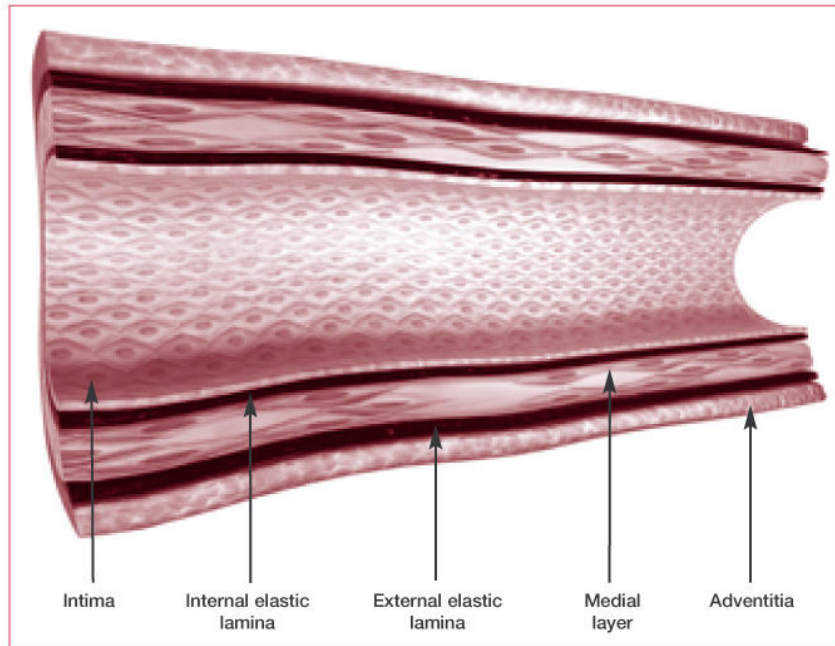 Intima
Internal elastic
lamina
External elastic
lamina
Medial
layer
Adventitia